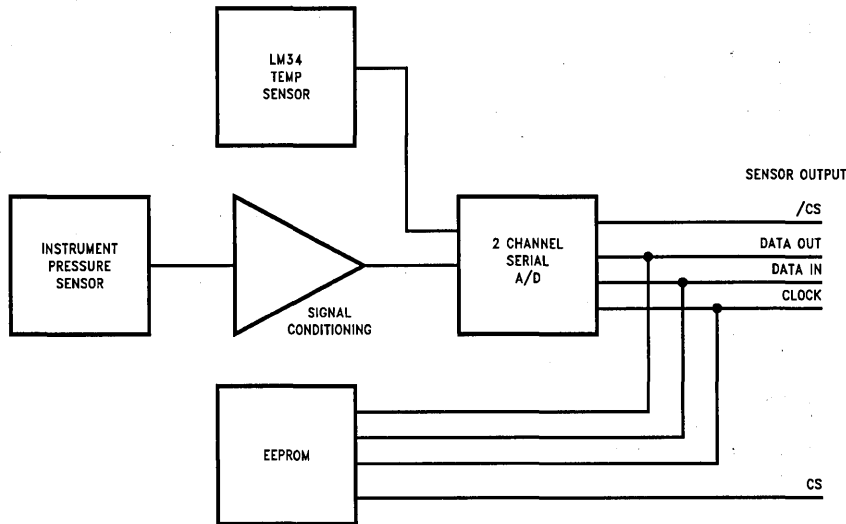 LM34
TEMP
SENSOR
SENSOR OUTPUT
/CS
INSTRUMENT
PRESSURE
SENSOR
2 CHANNEL
SERIAL
A/D
DATA OUT
DATA IN
CLOCK
SIGNAL
CONDITIONING
EEPROM
CS